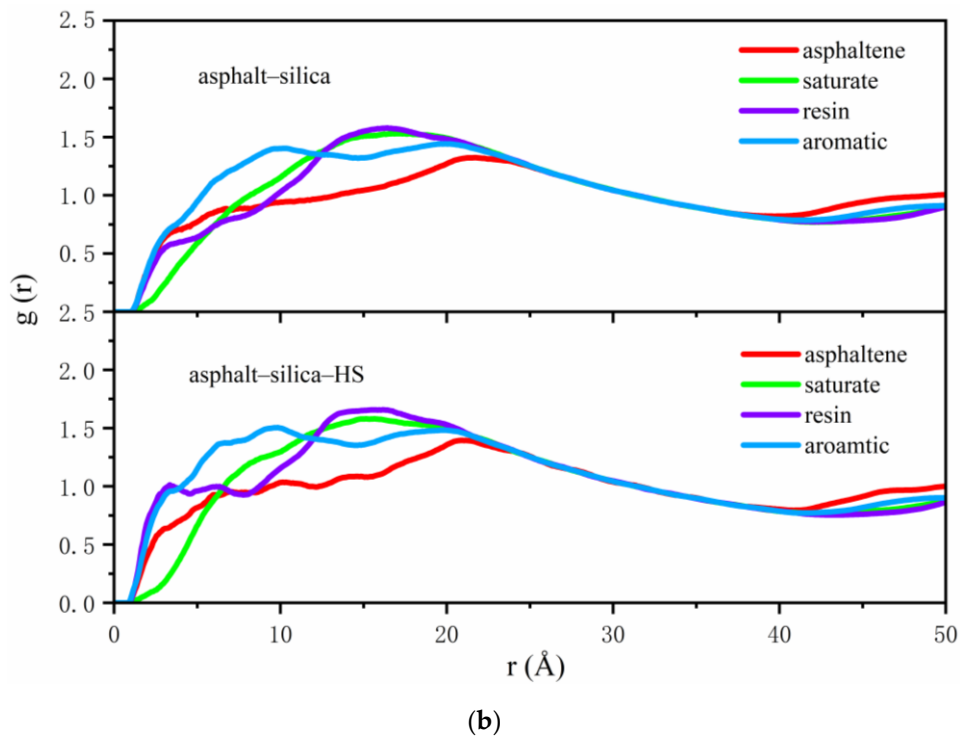 2.5
asphaltene
asphalt–silica
saturate
2.0
resin
aromatic
1.5
1.0
0.5
g (r)
2.5
asphaltene
asphalt–silica–HS
saturate
2.0
resin
aroamtic
1.5
1.0
0.5
0.0
0 10 20 30 40 50
r (Å)
(b)